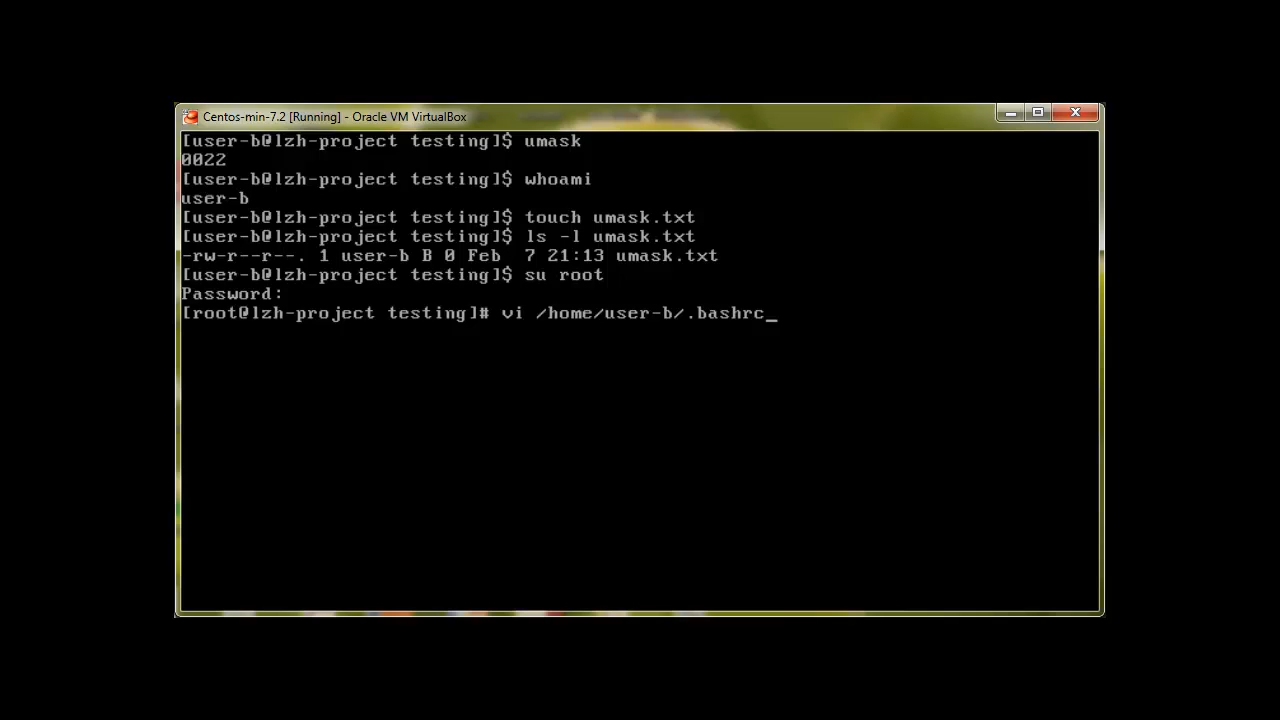 Centos-min-7.2 [Running] - Oracle VM VirtualBox
[user-b@lzh-project testing]$ umask
0022
[user-b@lzh-project testing]$ whoami
user-b
[user-b@lzh-project testing]$ touch umask.txt
[user-b@lzh-project testing]$ ls -l umask.txt
-rw-r--r--. 1 user-b B 0 Feb  7 21:13 umask.txt
[user-b@lzh-project testing]$ su root
Password:
[root@lzh-project testing]# vi /home/user-b/.bashrc_